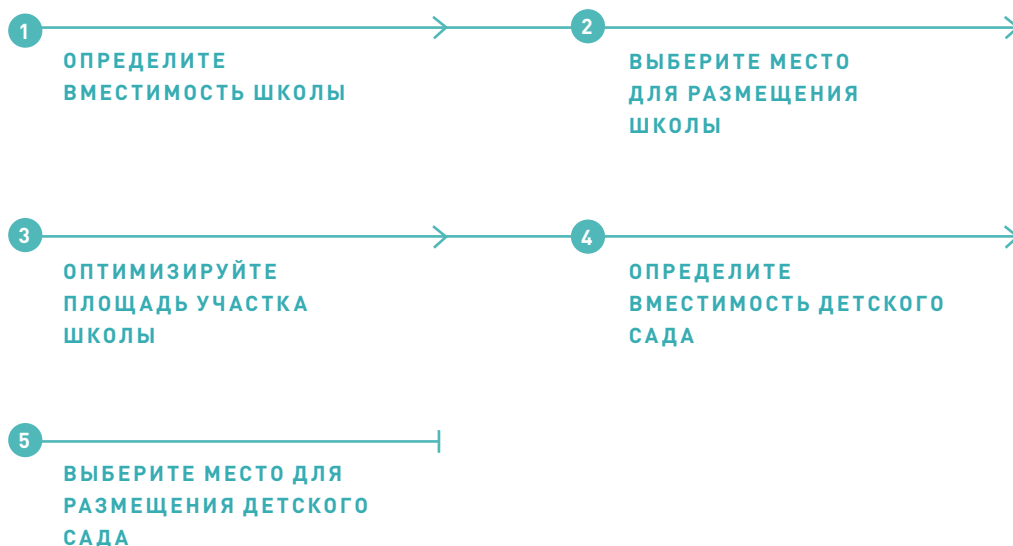 1
ОПРЕДЕЛИТЕ
ВМЕСТИМОСТЬ ШКОЛЫ
2
ВЫБЕРИТЕ МЕСТО
ДЛЯ РАЗМЕЩЕНИЯ
ШКОЛЫ
3
ОПТИМИЗИРУЙТЕ
ПЛОЩАДЬ УЧАСТКА
ШКОЛЫ
4
ОПРЕДЕЛИТЕ
ВМЕСТИМОСТЬ ДЕТСКОГО
САДА
5
ВЫБЕРИТЕ МЕСТО ДЛЯ
РАЗМЕЩЕНИЯ ДЕТСКОГО
САДА